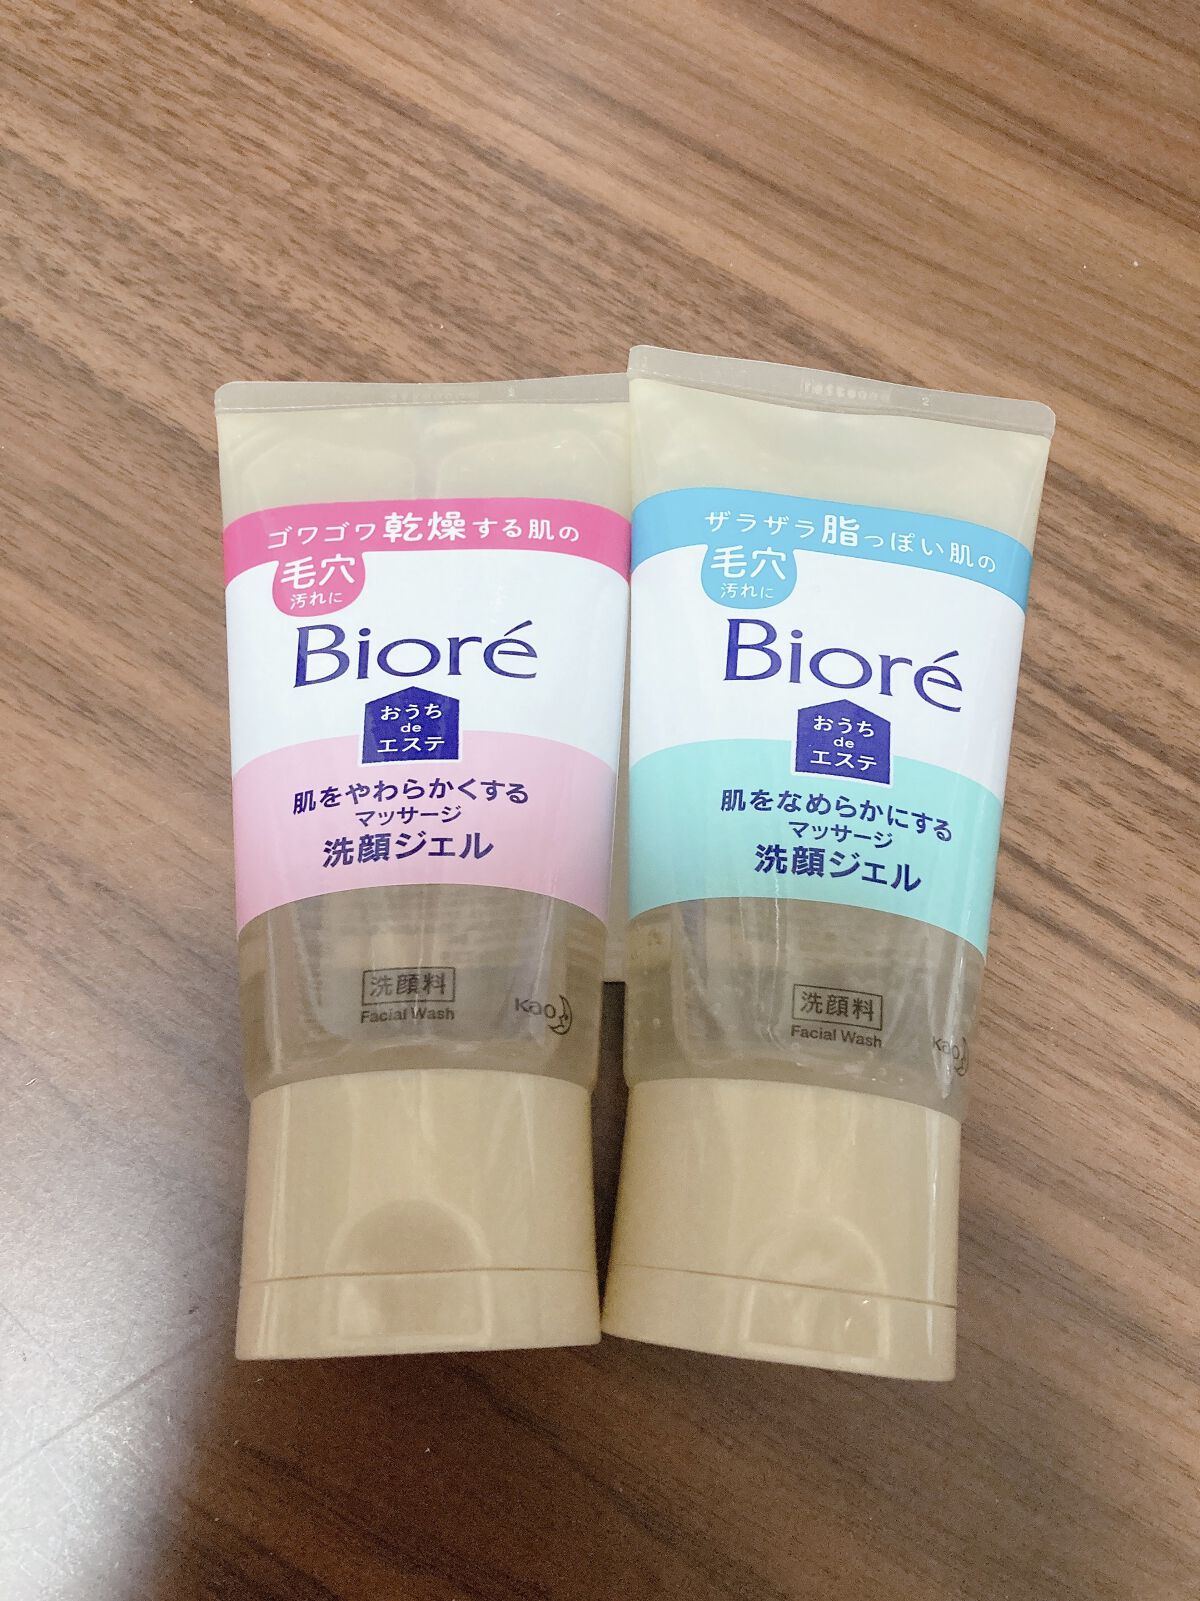 ゴワゴワ乾燥する肌の
毛穴
汚れに
Bioré
おうち
de
エステ
肌をやわらかくする
マッサージ
洗顔ジェル
洗顔料
Facial Wash
Kao
ザラザラ脂っぽい肌の
毛穴
汚れに
Bioré
おうち
de
エステ
肌をなめらかにする
マッサージ
洗顔ジェル
洗顔料
Facial Wash
Kao